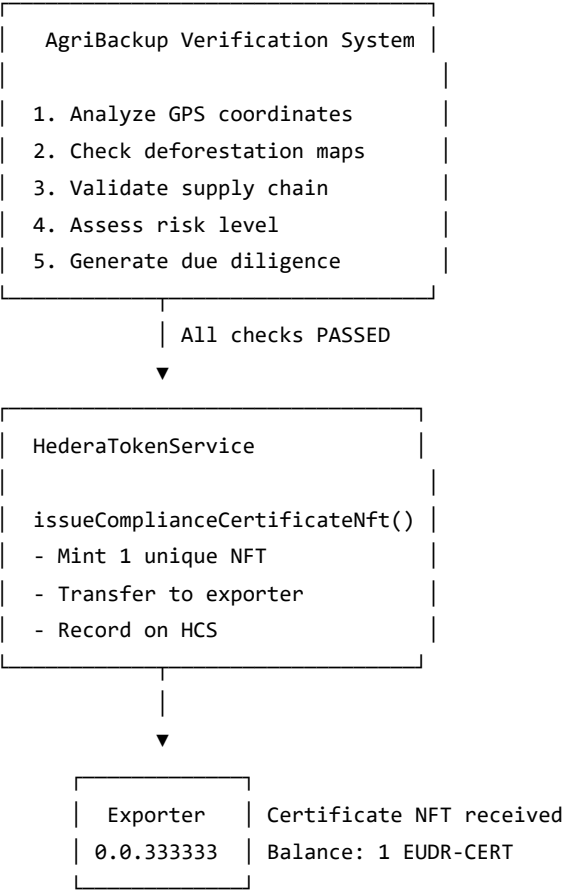 AgriBackup Verification System
1. Analyze GPS coordinates
2. Check deforestation maps
3. Validate supply chain
4. Assess risk level
5. Generate due diligence
All checks PASSED
HederaTokenService
issueComplianceCertificateNft()
- Mint 1 unique NFT
- Transfer to exporter
- Record on HCS
Exporter Certificate NFT received
0.0.333333 Balance: 1 EUDR-CERT